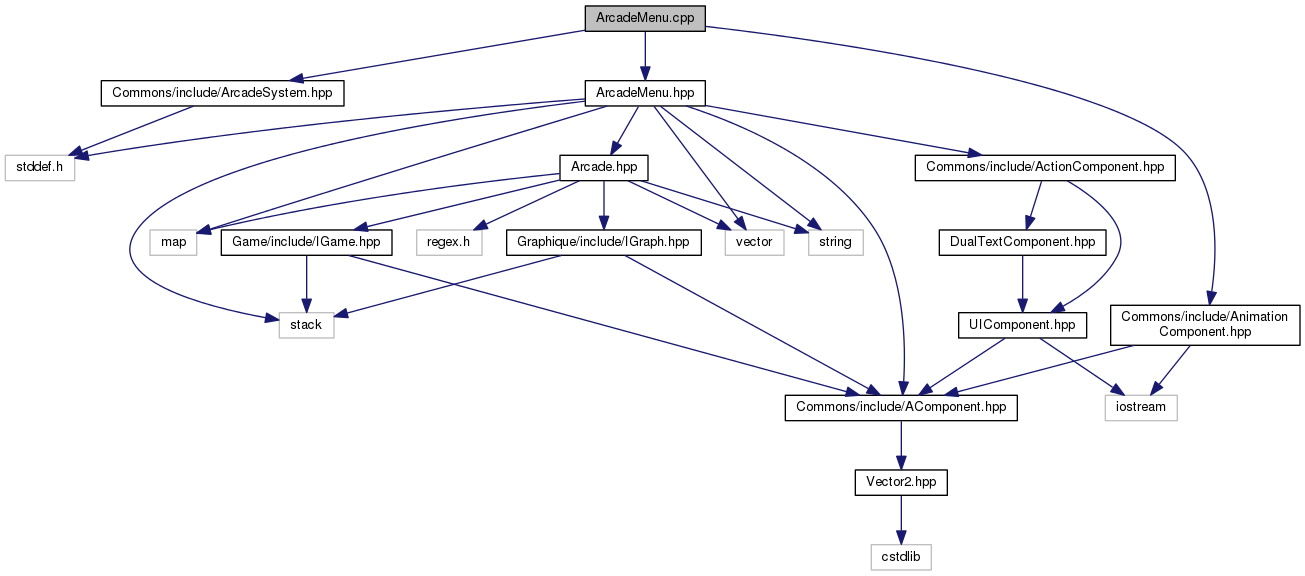 ArcadeMenu.cpp
Commons/include/ArcadeSystem.hpp
ArcadeMenu.hpp
stddef.h
Arcade.hpp
Commons/include/ActionComponent.hpp
map
Game/include/IGame.hpp
regex.h
Graphique/include/IGraph.hpp
vector
string
DualTextComponent.hpp
stack
UIComponent.hpp
Commons/include/Animation
Component.hpp
Commons/include/AComponent.hpp
iostream
Vector2.hpp
cstdlib